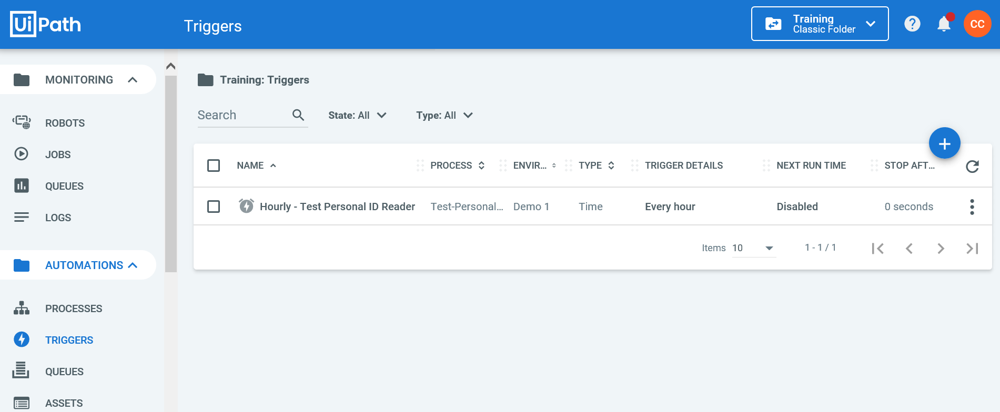 UiPath
Triggers
Training
Classic Folder
CC
MONITORING
ROBOTS
JOBS
QUEUES
LOGS
AUTOMATIONS
PROCESSES
TRIGGERS
QUEUES
ASSETS
Training: Triggers
Search
State: All
Type: All
NAME PROCESS ENVIR... TYPE TRIGGER DETAILS NEXT RUN TIME STOP AFT...
Hourly - Test Personal ID Reader Test-Personal... Demo 1 Time Every hour Disabled 0 seconds
Items 10 1 - 1 / 1